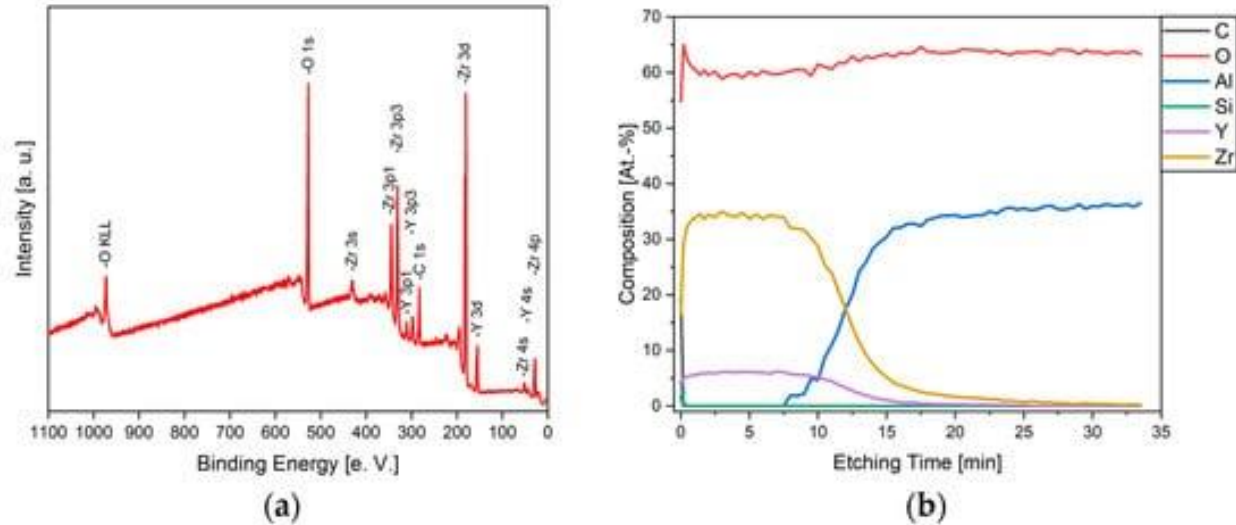 (a)
Intensity [a. u.]
-O KLL
-O 1s
-Zr 3s
-Zr 3p1
-Zr 3p3
-Y 3p1
-Y 3p3
-C 1s
-Zr 3d
-Y 3d
-Zr 4s
-Y 4s
-Zr 4p
1100 1000 900 800 700 600 500 400 300 200 100 0
Binding Energy [e. V.]
(a)
b)
Composition [At.-%]
70
60
50
40
30
20
10
0
C
O
Al
Si
Y
Zr
0 5 10 15 20 25 30 35
Etching Time [min]
(b)